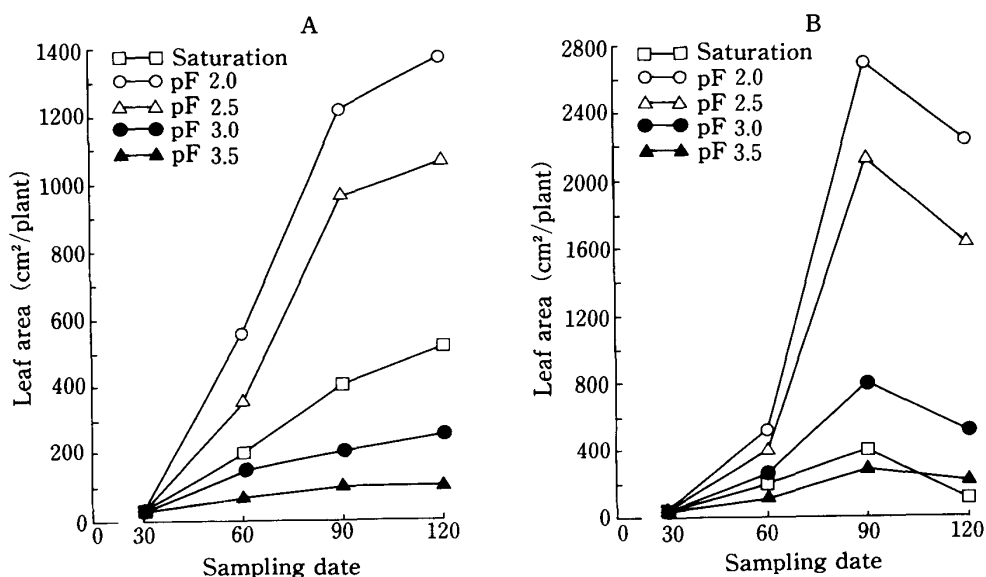 A
Leaf area (cm²/plant)
1400
1200
1000
800
600
400
200
0
Saturation
pF 2.0
pF 2.5
pF 3.0
pF 3.5
0 30 60 90 120
Sampling date
B
Leaf area (cm²/plant)
2800
2400
2000
1600
1200
800
400
0
Saturation
pF 2.0
pF 2.5
pF 3.0
pF 3.5
0 30 60 90 120
Sampling date